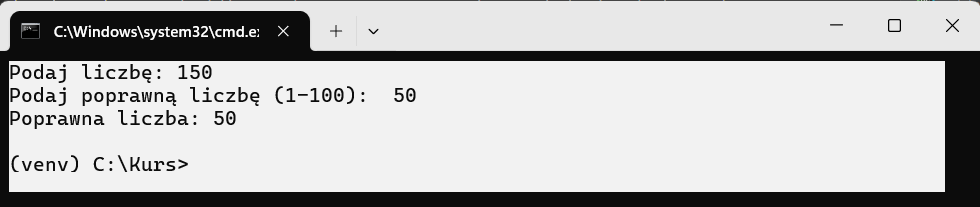 C:\Windows\system32\cmd.e
Podaj liczbę: 150
Podaj poprawną liczbę (1-100):  50
Poprawna liczba: 50
(venv) C:\Kurs>